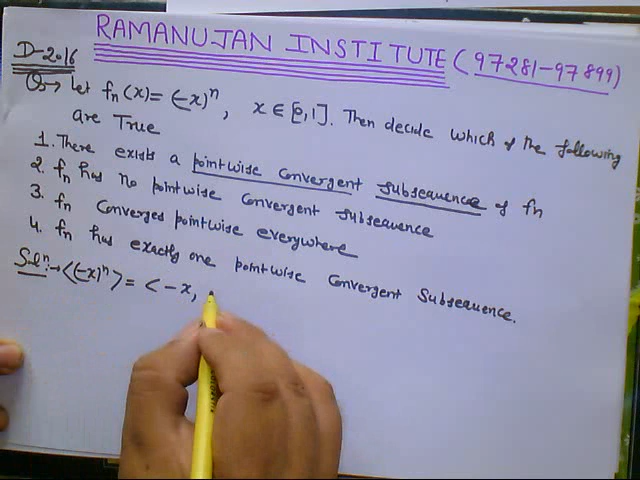 RAMANUJAN INSTITUTE (97281-97899)
D-2016
Qs→ Let fn(x) = (-x)^n, x ∈ [0,1]. Then decide which of the following
are True
1. There exists a pointwise convergent subsequence of fn
2. fn has no pointwise convergent subsequence
3. fn converges pointwise everywhere
4. fn has exactly one pointwise convergent subsequence.
Solⁿ:→ <(-x)^n> = <-x,